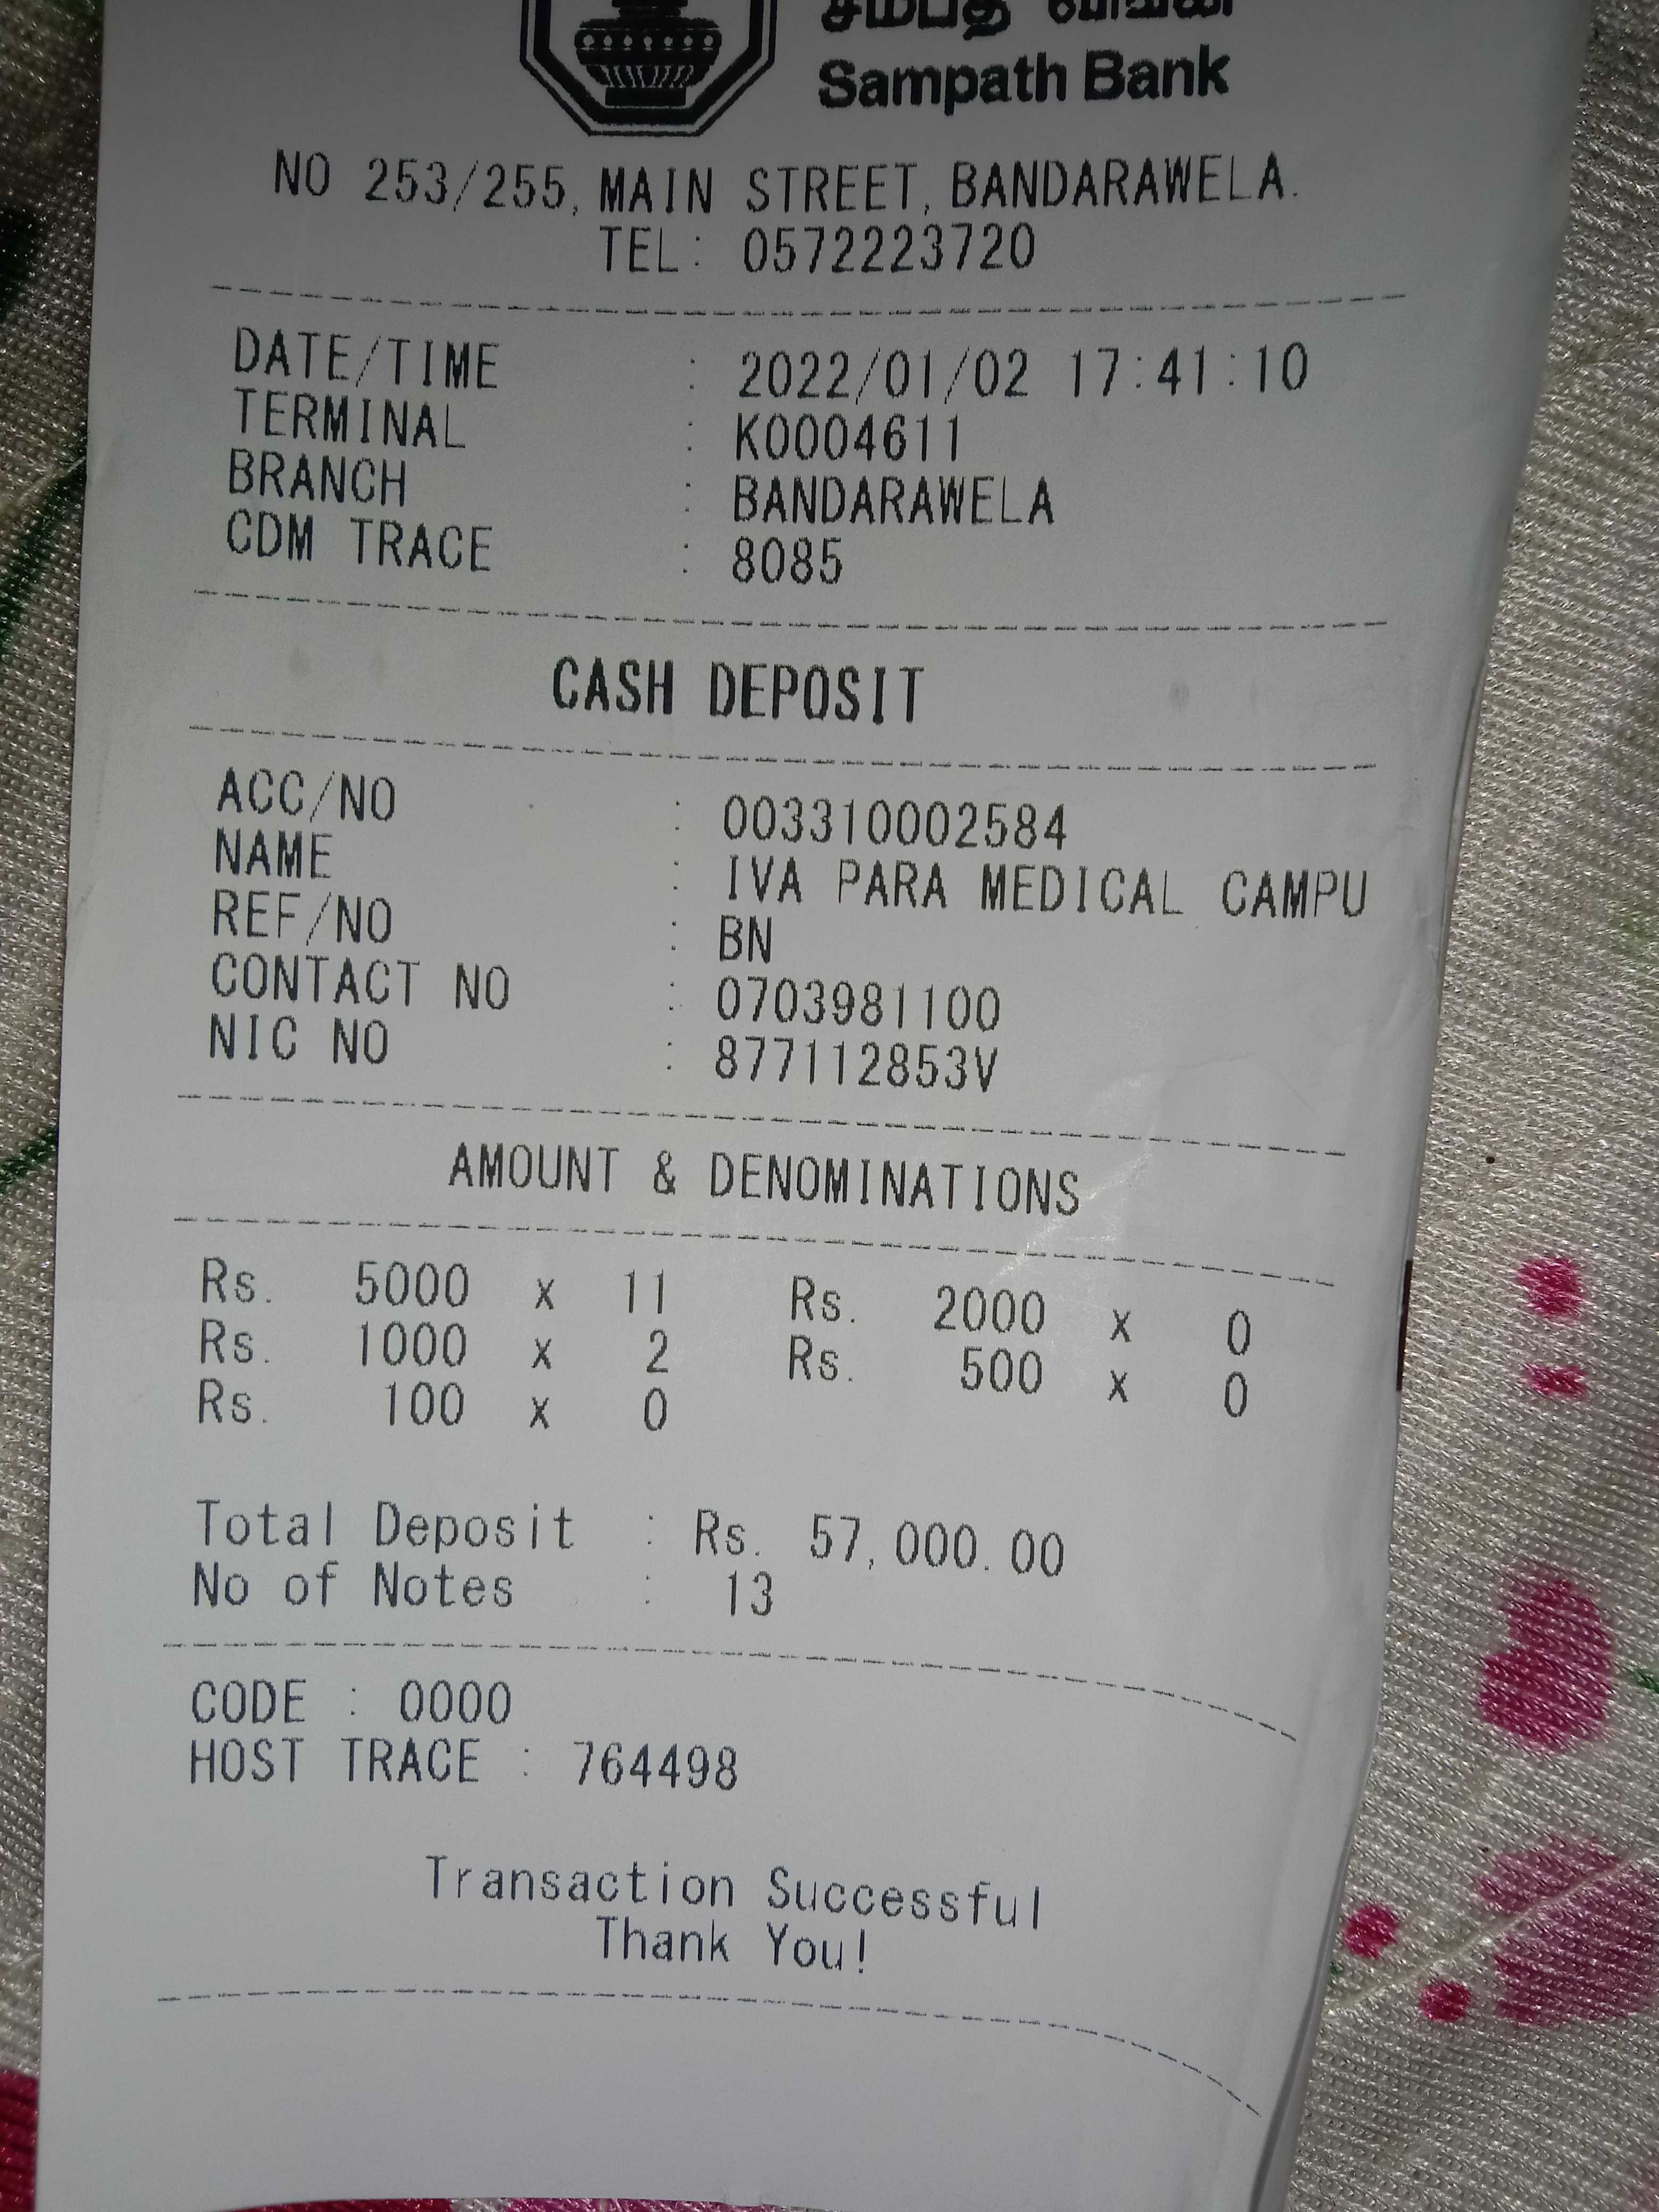 Sampath Bank
NO 253/255, MAIN STREET, BANDARAWELA.
TEL: 0572223720
DATE/TIME : 2022/01/02 17:41:10
TERMINAL : K0004611
BRANCH : BANDARAWELA
CDM TRACE : 8085
CASH DEPOSIT
ACC/NO : 003310002584
NAME : IVA PARA MEDICAL CAMPU
REF/NO : BN
CONTACT NO : 0703981100
NIC NO : 877112853V
AMOUNT & DENOMINATIONS
Rs. 5000 x 11 Rs. 2000 x 0
Rs. 1000 x 2 Rs. 500 x 0
Rs. 100 x 0
Total Deposit : Rs. 57,000.00
No of Notes : 13
CODE : 0000
HOST TRACE : 764498
Transaction Successful
Thank You!